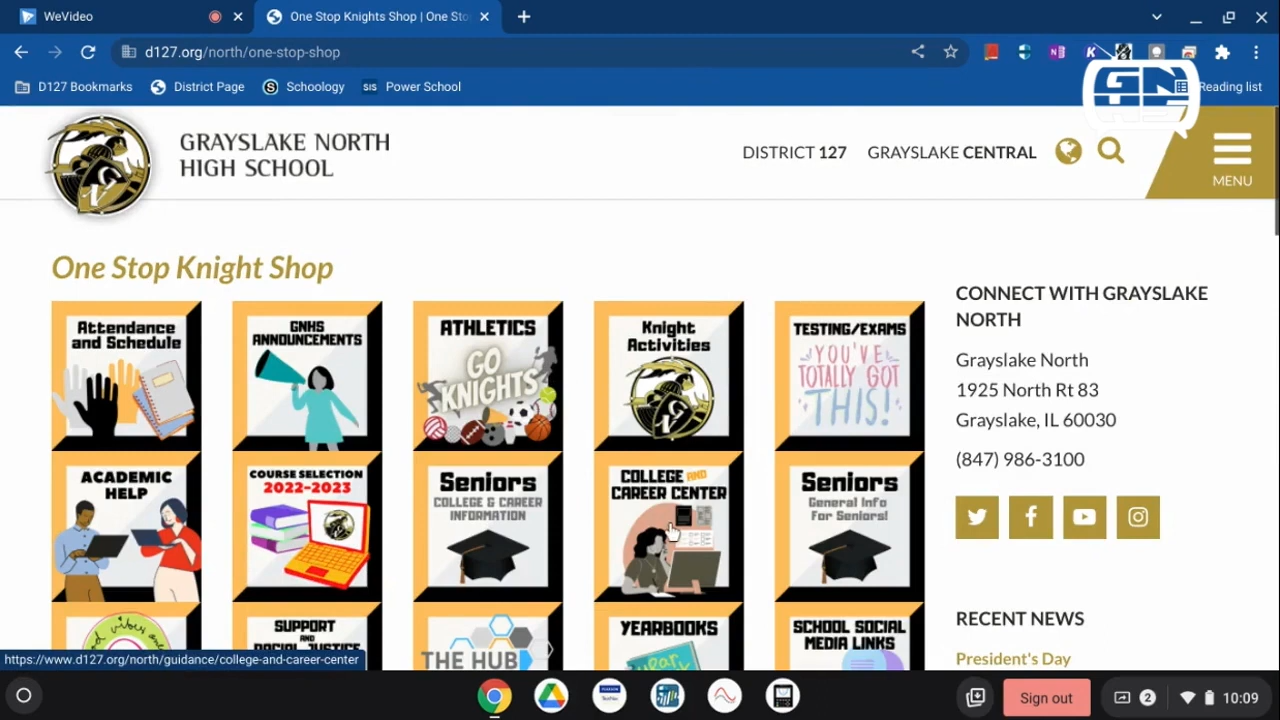 WeVideo
One Stop Knights Shop | One Sto
d127.org/north/one-stop-shop
D127 Bookmarks
District Page
Schoology
SIS Power School
Reading list
GRAYSLAKE NORTH
HIGH SCHOOL
DISTRICT 127
GRAYSLAKE CENTRAL
MENU
One Stop Knight Shop
Attendance
and Schedule
GNHS
ANNOUNCEMENTS
ATHLETICS
GO
KNIGHTS
Knight
Activities
TESTING/EXAMS
YOU'VE
TOTALLY GOT
THIS!
ACADEMIC
HELP
COURSE SELECTION
2022-2023
Seniors
COLLEGE & CAREER
INFORMATION
COLLEGE AND
CAREER CENTER
Seniors
General Info
For Seniors!
good vibes
SUPPORT
AND
RACIAL JUSTICE
THE HUB
YEARBOOKS
SCHOOL SOCIAL
MEDIA LINKS
CONNECT WITH GRAYSLAKE
NORTH
Grayslake North
1925 North Rt 83
Grayslake, IL 60030
(847) 986-3100
RECENT NEWS
President's Day
https://www.d127.org/north/guidance/college-and-career-center
Sign out
2
10:09